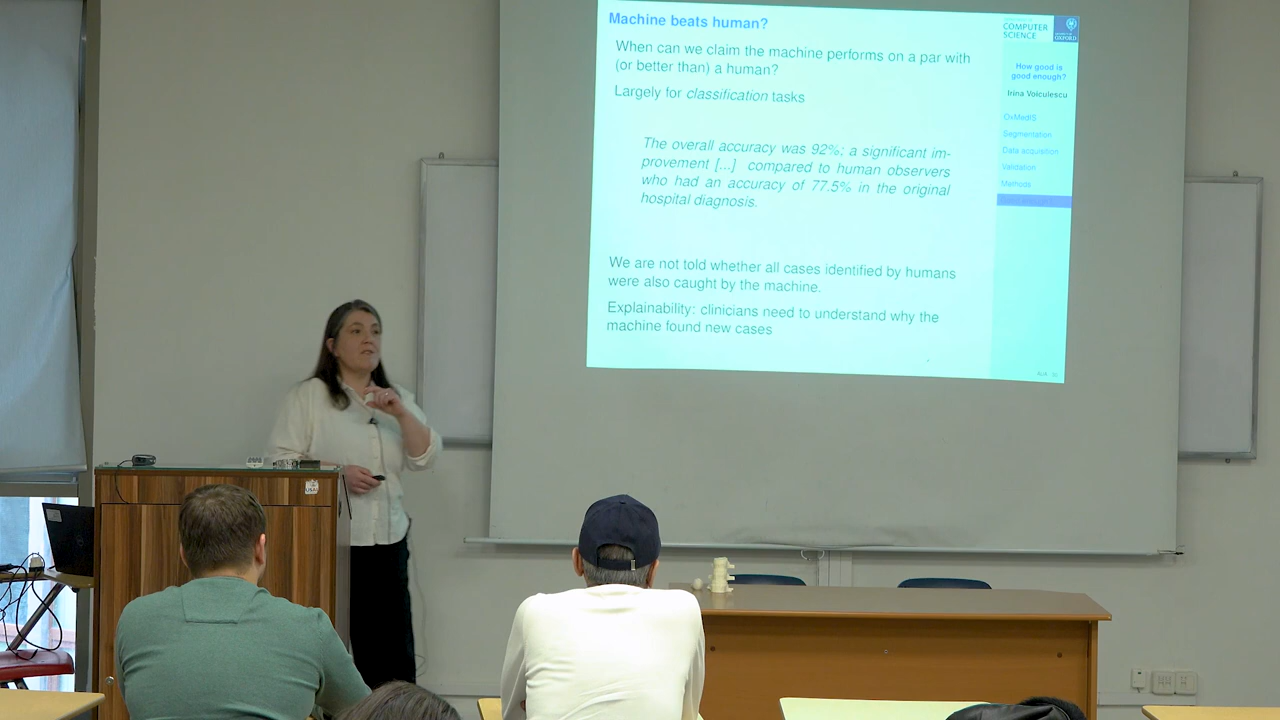 Machine beats human?
When can we claim the machine performs on a par with
(or better than) a human?
Largely for classification tasks
The overall accuracy was 92%; a significant im-
provement [...] compared to human observers
who had an accuracy of 77.5% in the original
hospital diagnosis.
We are not told whether all cases identified by humans
were also caught by the machine.
Explainability: clinicians need to understand why the
machine found new cases
COMPUTER
SCIENCE
UNIVERSITY OF
OXFORD
How good is
good enough?
Irina Voiculescu
OxMedIS
Segmentation
Data acquisition
Validation
Methods